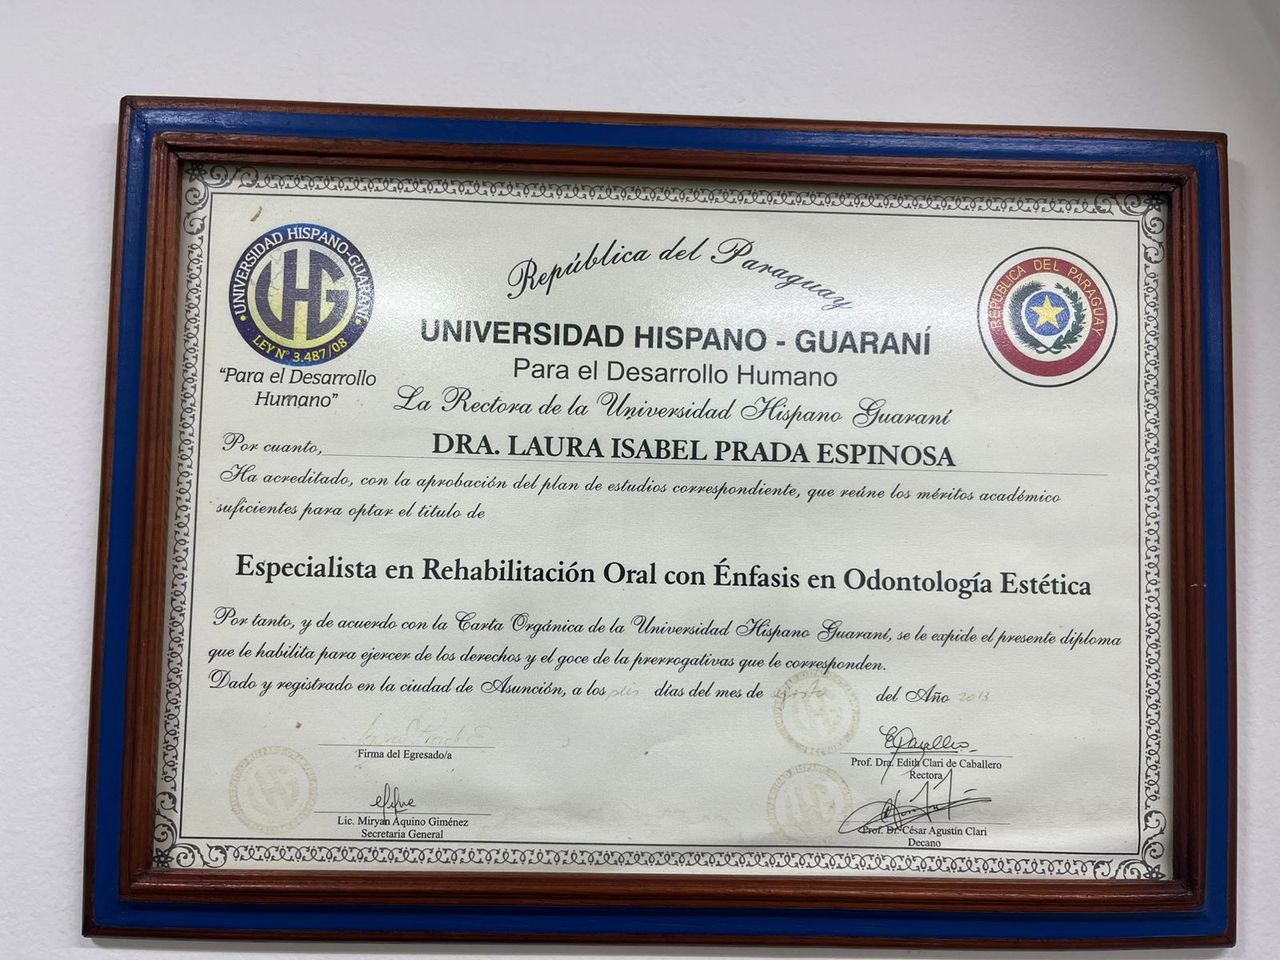 República del Paraguay
UNIVERSIDAD HISPANO-GUARANÍ
UHG
LEY Nº 3.487/08
"Para el Desarrollo
Humano"
REPÚBLICA DEL PARAGUAY
UNIVERSIDAD HISPANO - GUARANÍ
Para el Desarrollo Humano
La Rectora de la Universidad Hispano Guaraní
Por cuanto, DRA. LAURA ISABEL PRADA ESPINOSA
Ha acreditado, con la aprobación del plan de estudios correspondiente, que reúne los méritos académico
suficientes para optar el titulo de
Especialista en Rehabilitación Oral con Énfasis en Odontología Estética
Por tanto, y de acuerdo con la Carta Orgánica de la Universidad Hispano Guaraní, se le expide el presente diploma
que le habilita para ejercer de los derechos y el goce de la prerrogativas que le corresponden.
Dado y registrado en la ciudad de Asunción, a los días del mes de del Año 2013
Firma del Egresado/a
Prof. Dra. Edith Clari de Caballero
Rectora
Lic. Miryan Aquino Giménez
Secretaria General
Prof. Dr. César Agustín Clari
Decano